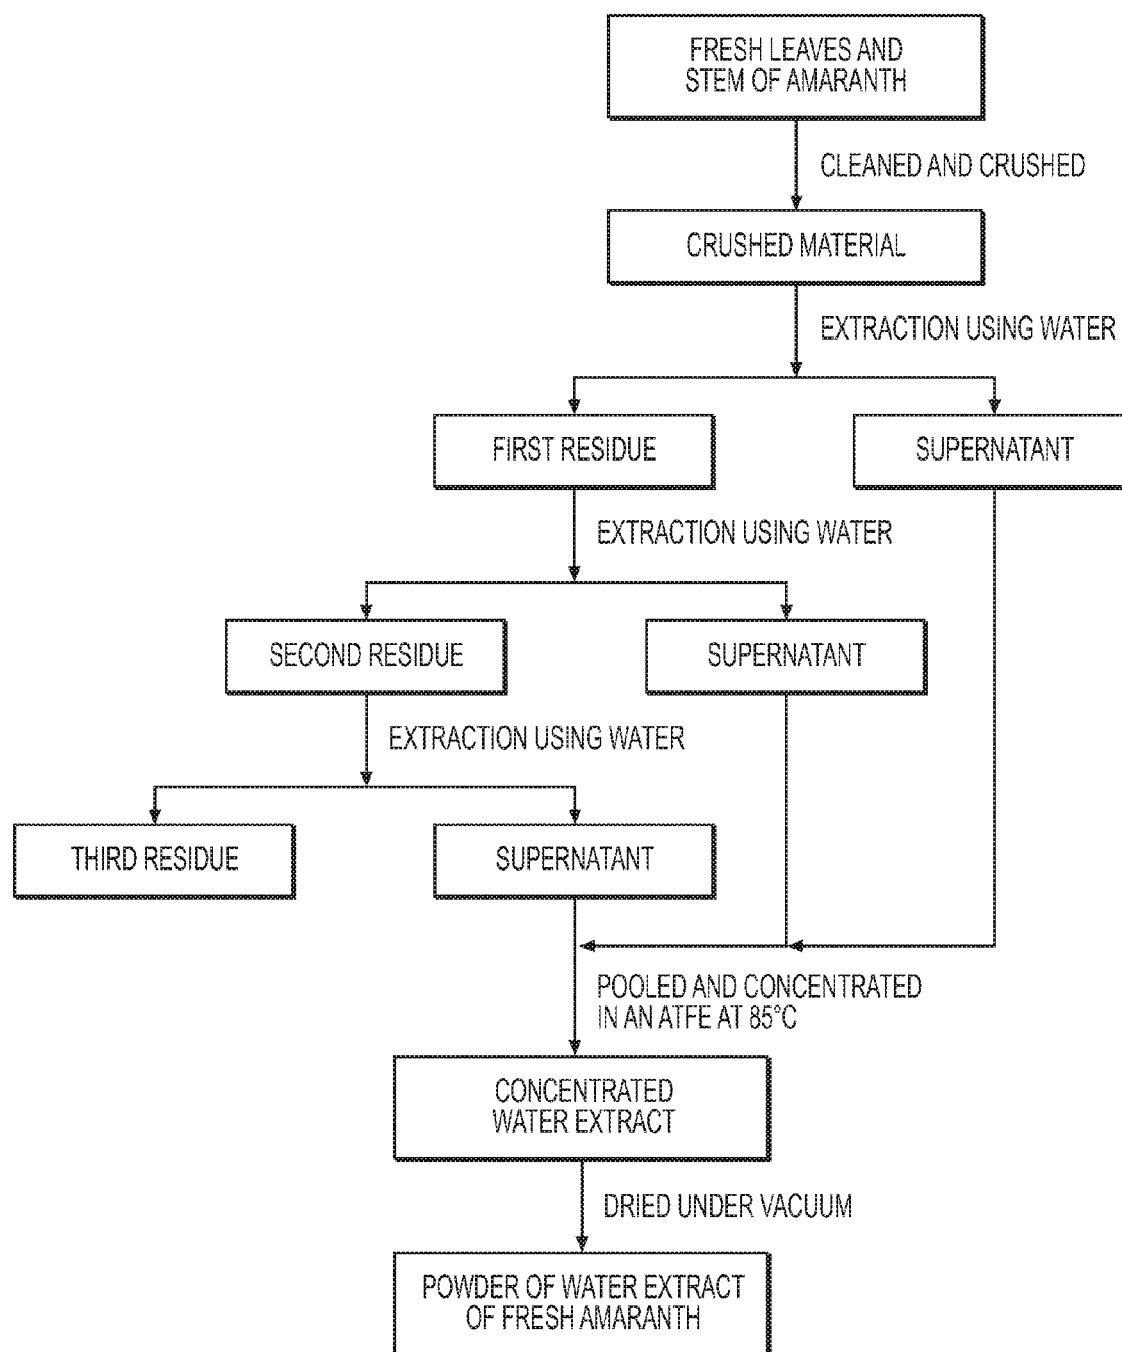 FRESH LEAVES AND
STEM OF AMARANTH
CLEANED AND CRUSHED
CRUSHED MATERIAL
EXTRACTION USING WATER
FIRST RESIDUE
SUPERNATANT
EXTRACTION USING WATER
SECOND RESIDUE
SUPERNATANT
EXTRACTION USING WATER
THIRD RESIDUE
SUPERNATANT
POOLED AND CONCENTRATED
IN AN ATFE AT 85°C
CONCENTRATED
WATER EXTRACT
DRIED UNDER VACUUM
POWDER OF WATER EXTRACT
OF FRESH AMARANTH